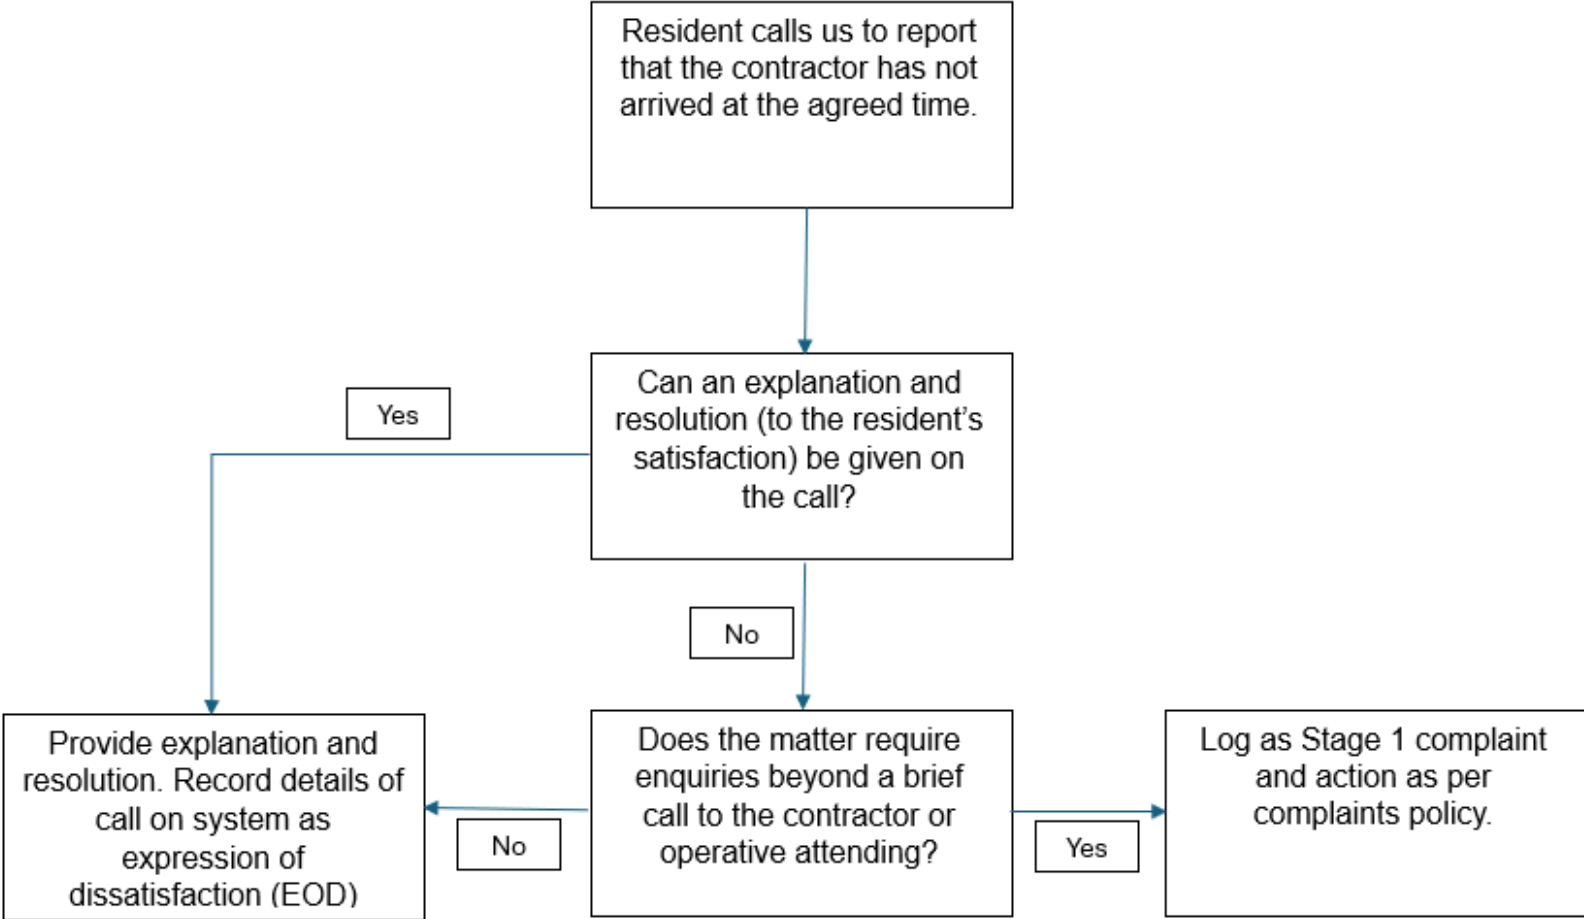 Resident calls us to report
that the contractor has not
arrived at the agreed time.
Can an explanation and
resolution (to the resident’s
satisfaction) be given on
the call?
Yes
No
Provide explanation and
resolution. Record details of
call on system as
expression of
dissatisfaction (EOD)
No
Does the matter require
enquiries beyond a brief
call to the contractor or
operative attending?
Yes
Log as Stage 1 complaint
and action as per
complaints policy.